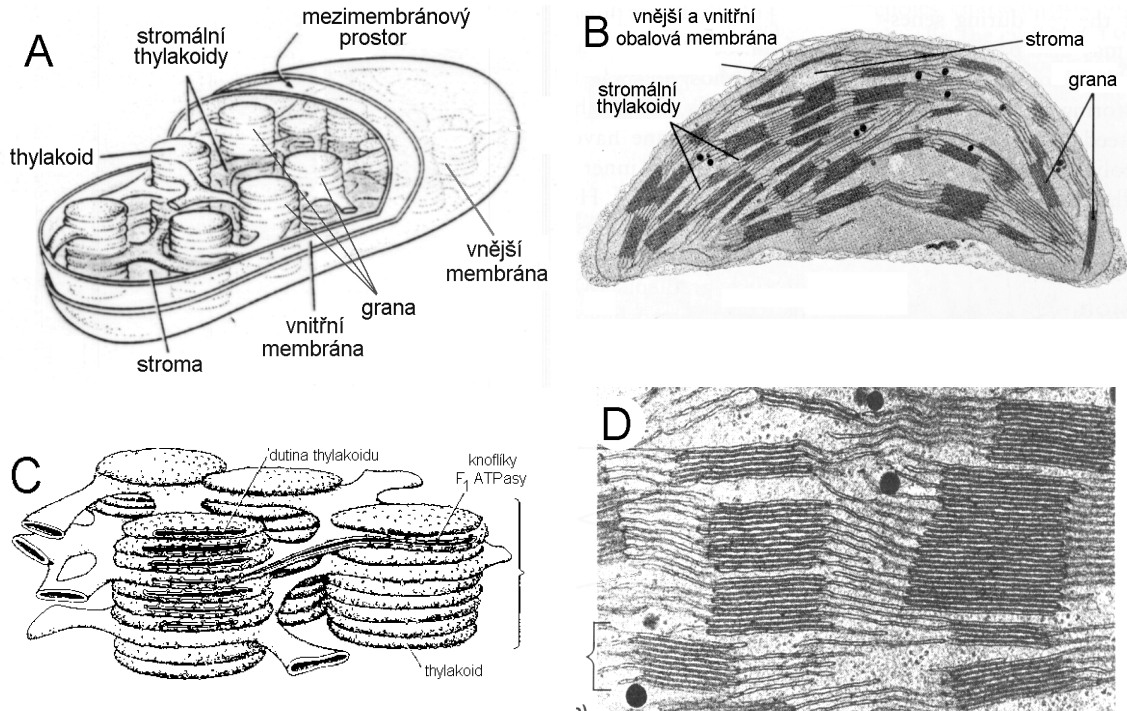 A
mezimembránový
prostor
stromální
thylakoidy
thylakoid
vnější
membrána
grana
vnitřní
membrána
stroma
B
vnější a vnitřní
obalová membrána
stroma
grana
stromální
thylakoidy
C
dutina thylakoidu
knoflíky
F1 ATPasy
thylakoid
D